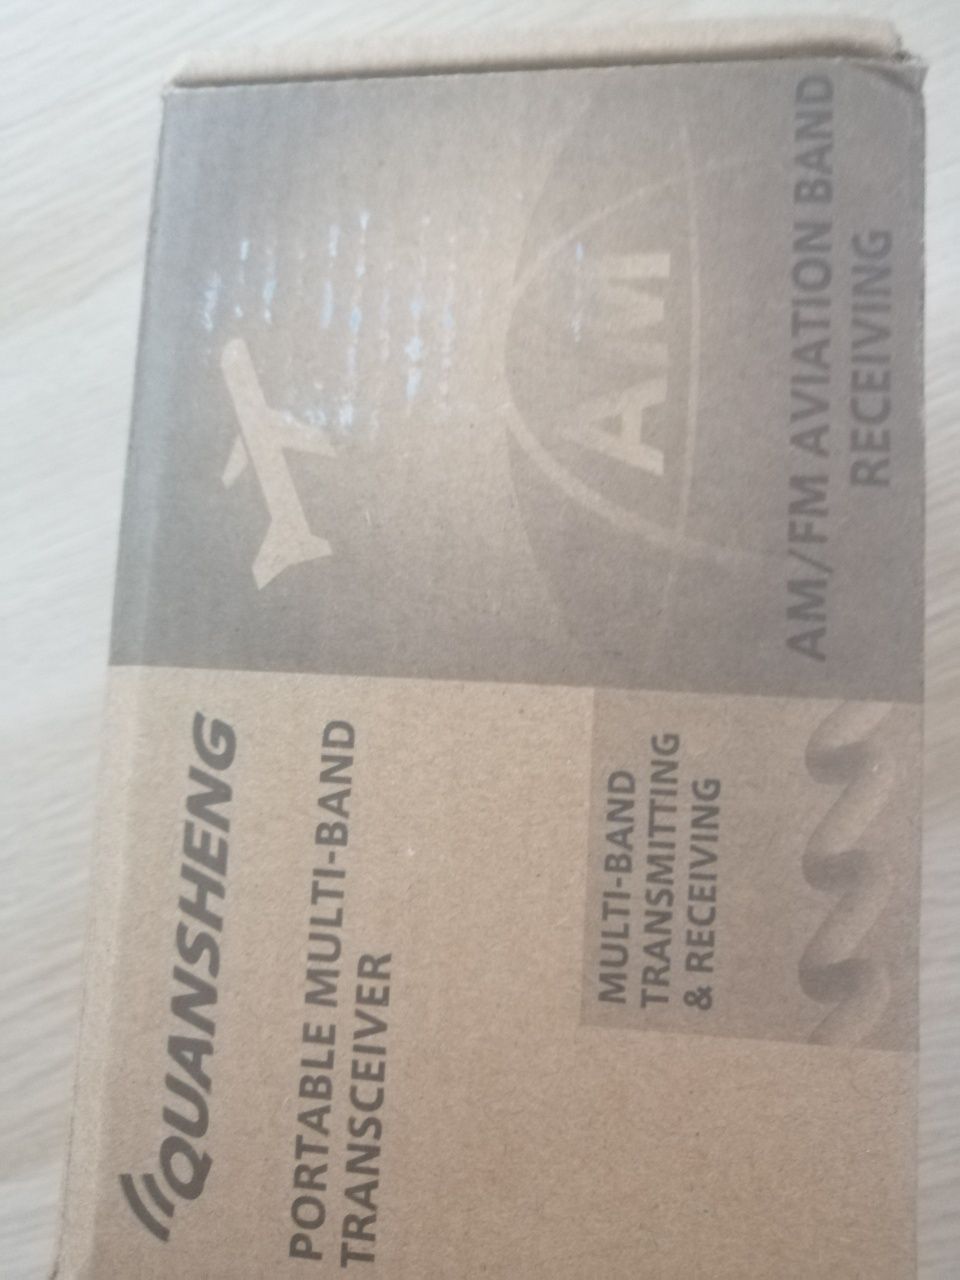 QUANSHENG
PORTABLE MULTI-BAND
TRANSCEIVER
MULTI-BAND
TRANSMITTING
& RECEIVING
AM
AM/FM AVIATION BAND
RECEIVING